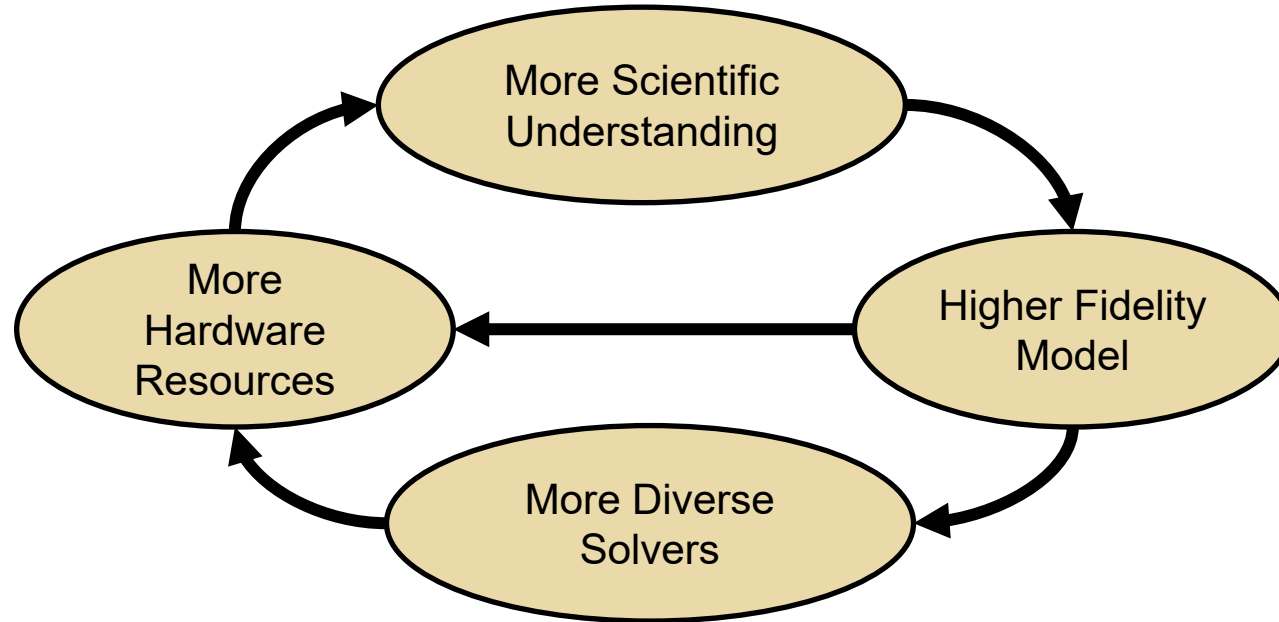 More Scientific
Understanding
More
Hardware
Resources
Higher Fidelity
Model
More Diverse
Solvers